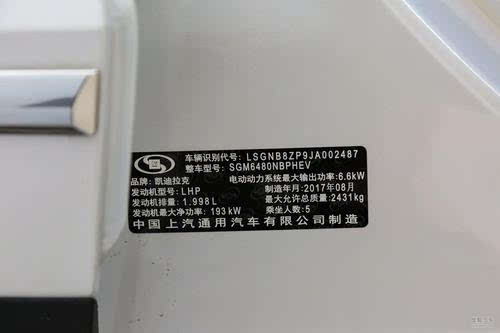 车辆识别代号: LSGNB8ZP9JA002487
整车型号: SGM6480NBPHEV
品牌: 凯迪拉克 电动动力系统最大输出功率: 6.6kW
发动机型号: LHP 制造年月: 2017年08月
发动机排量: 1.998L 最大允许总质量: 2431kg
发动机最大净功率: 193kW 乘坐人数: 5
中国上汽通用汽车有限公司制造